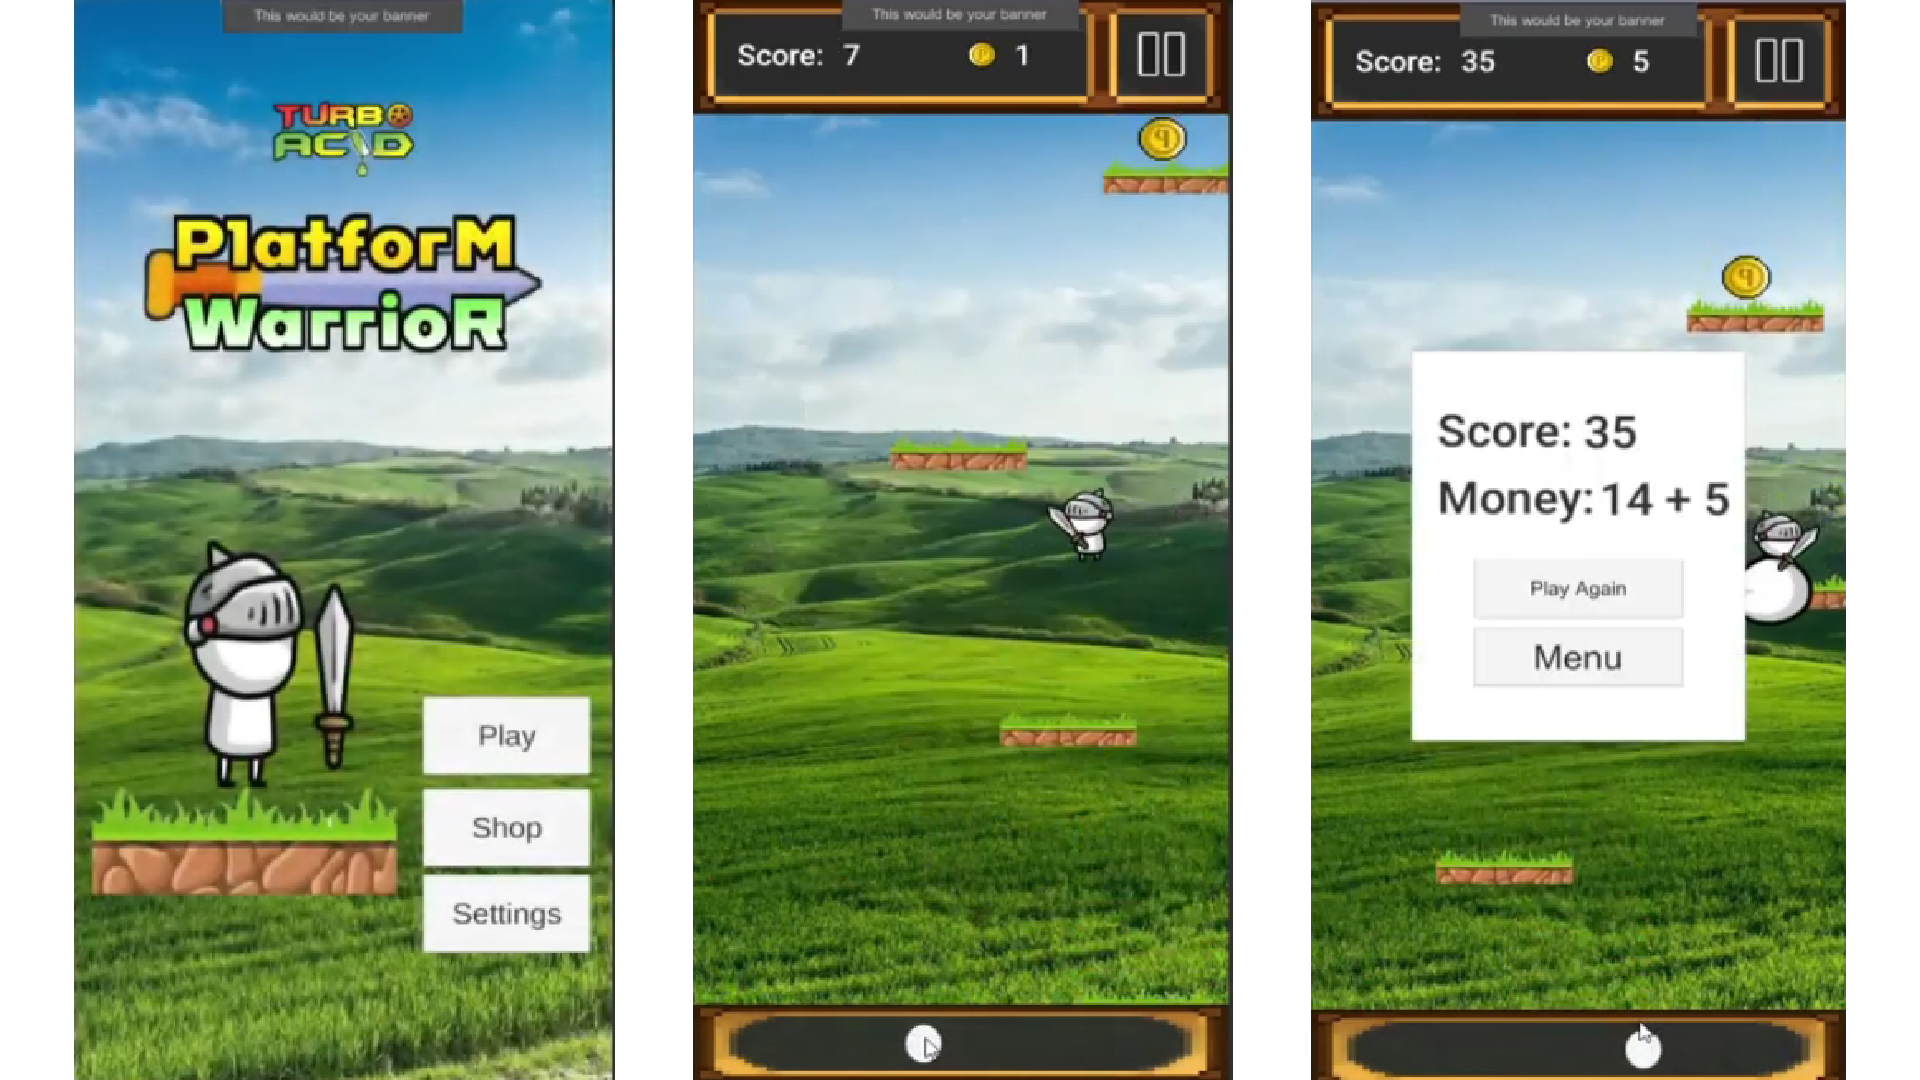 This would be your banner
TURBO
ACID
PlatforM
WarrioR
Play
Shop
Settings
This would be your banner
Score: 7 1
This would be your banner
Score: 35 5
Score: 35
Money: 14 + 5
Play Again
Menu